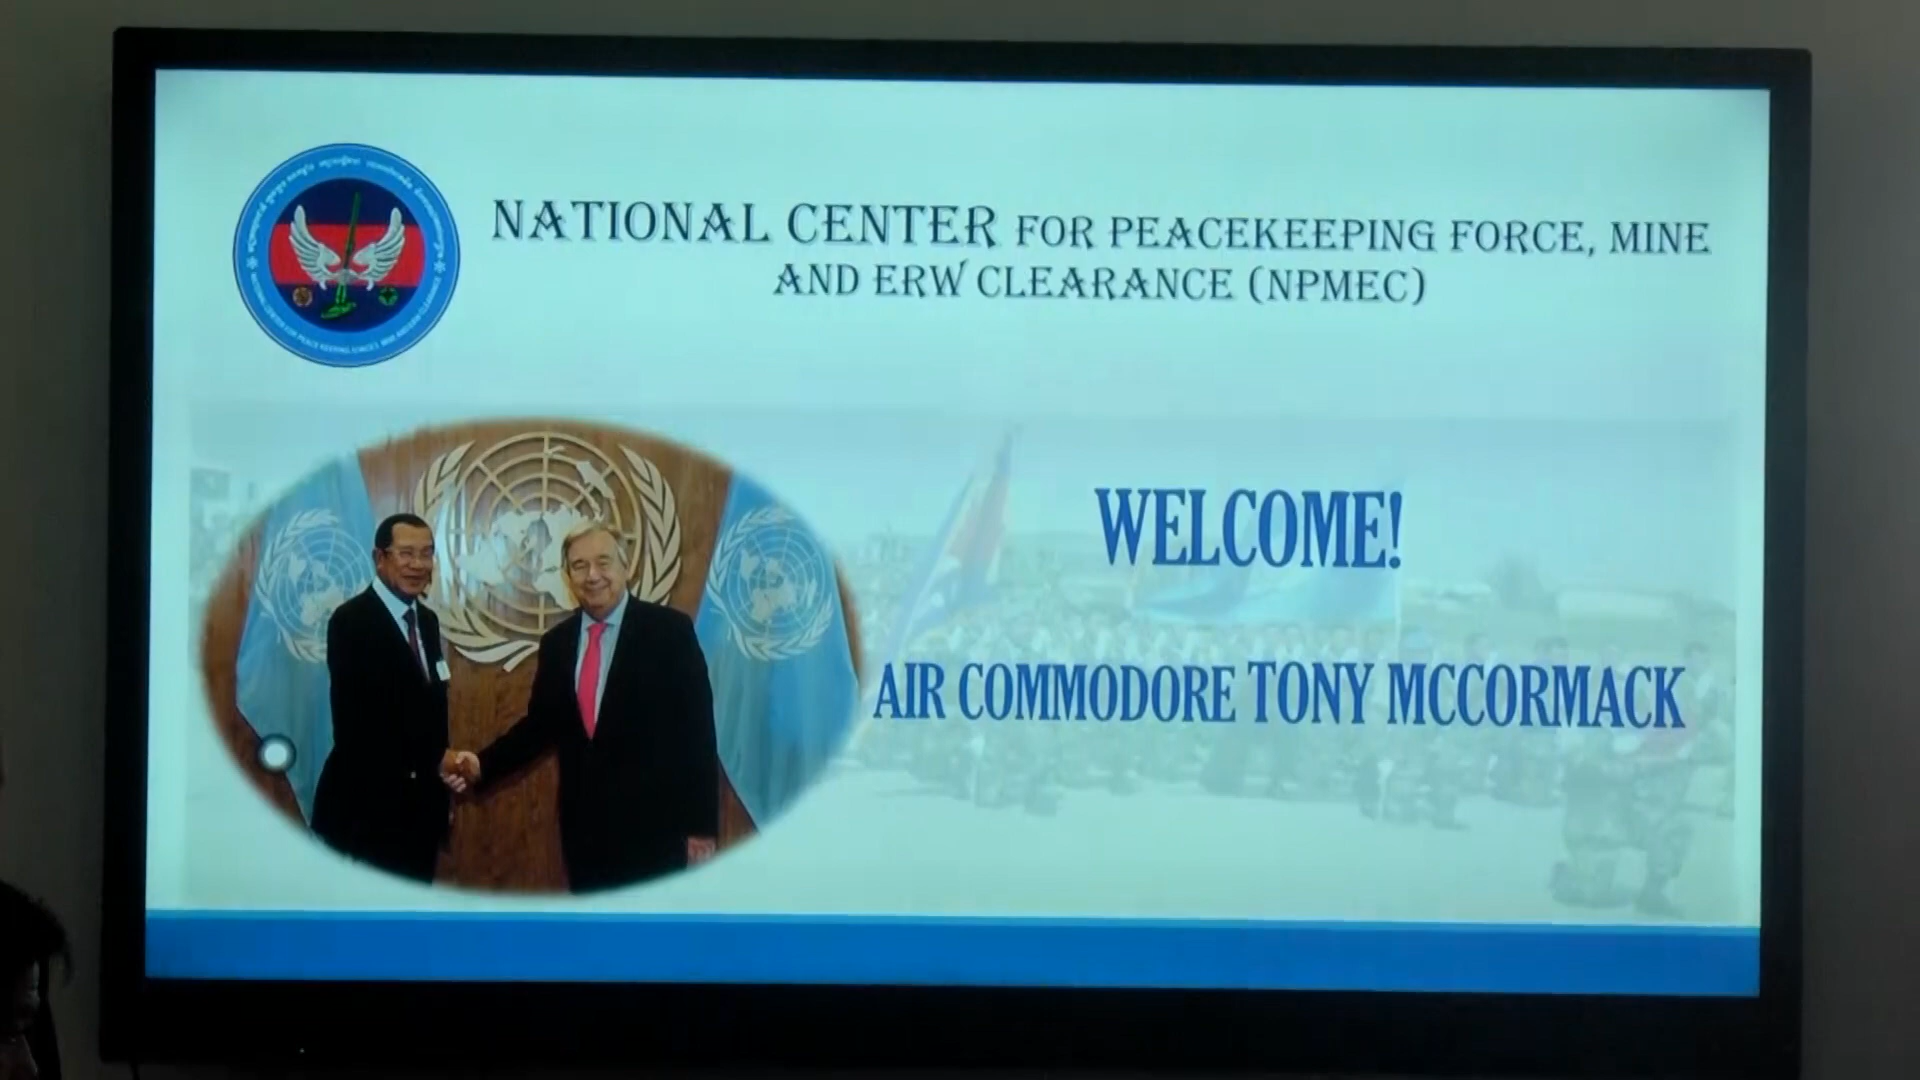 NATIONAL CENTER FOR PEACEKEEPING FORCE, MINE
AND ERW CLEARANCE (NPMEC)
WELCOME!
AIR COMMODORE TONY MCCORMACK